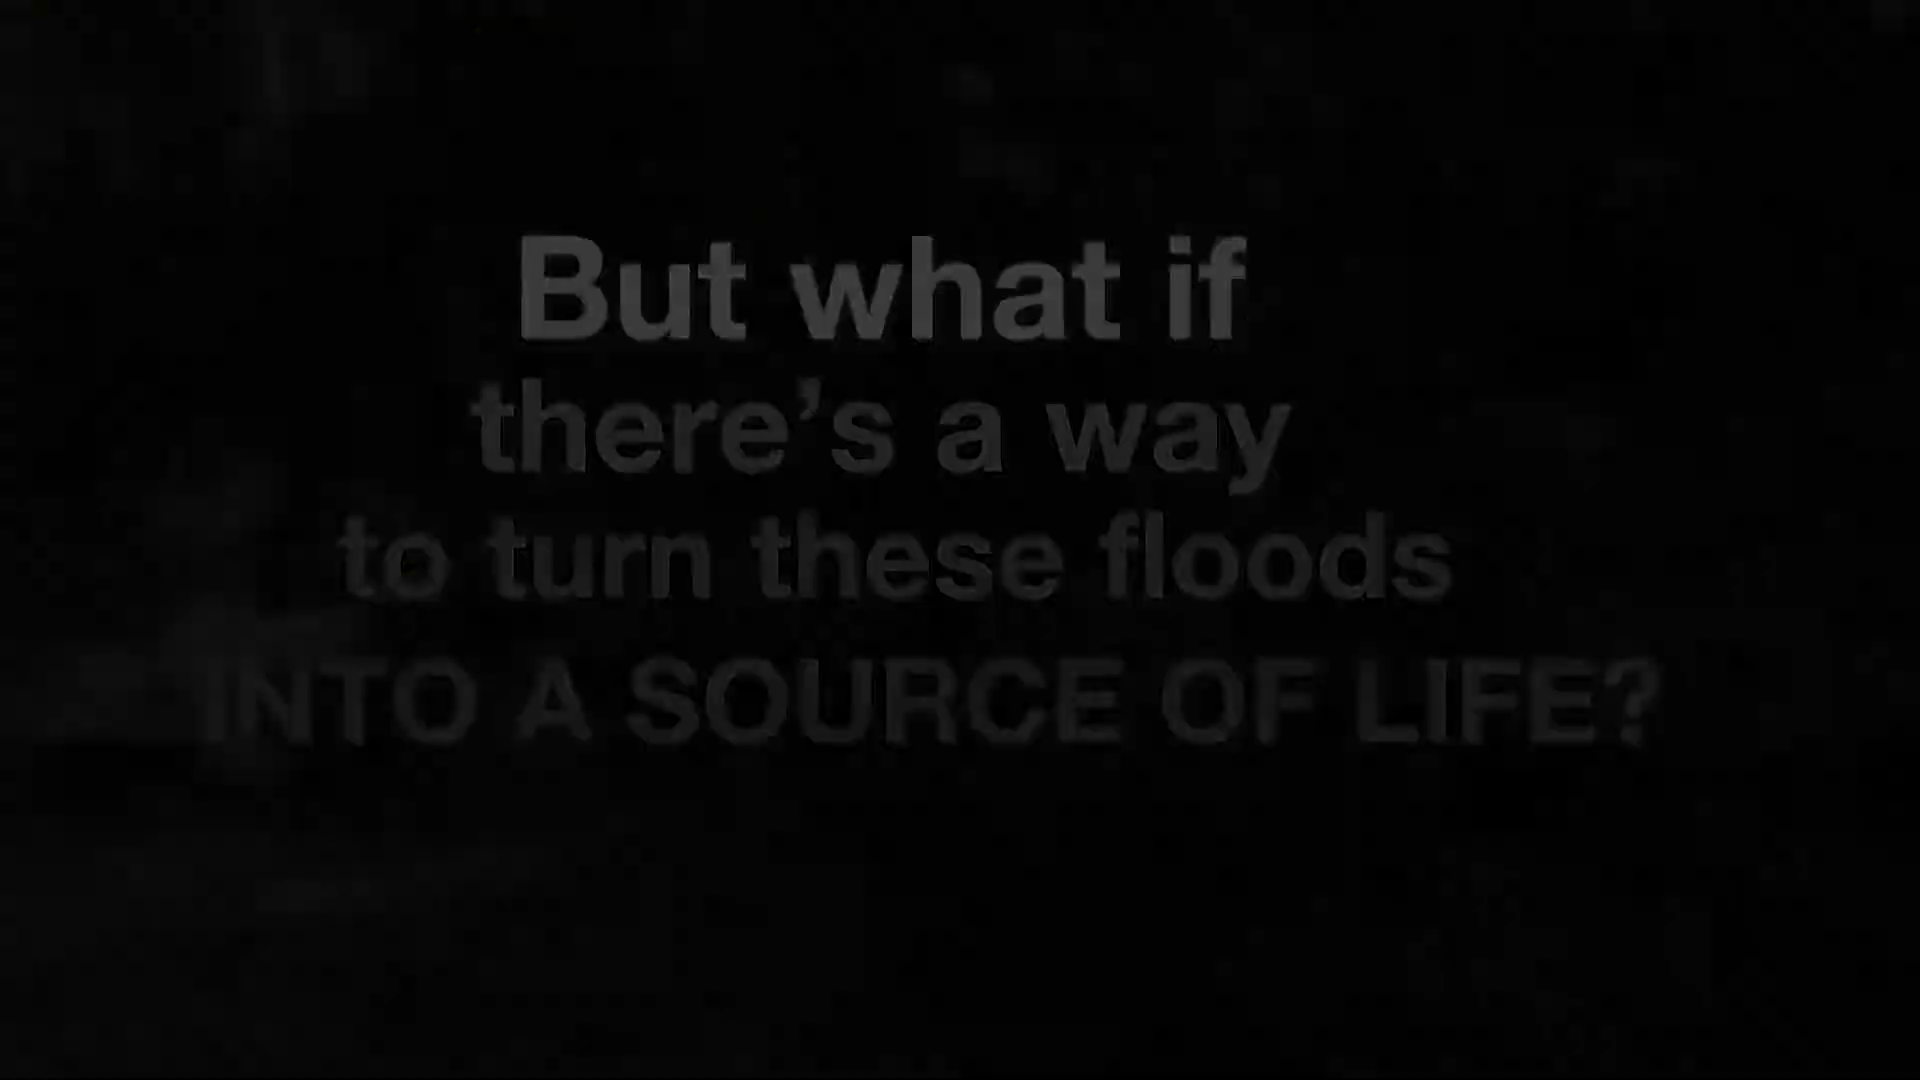 But what if
there’s a way
to turn these floods
INTO A SOURCE OF LIFE?